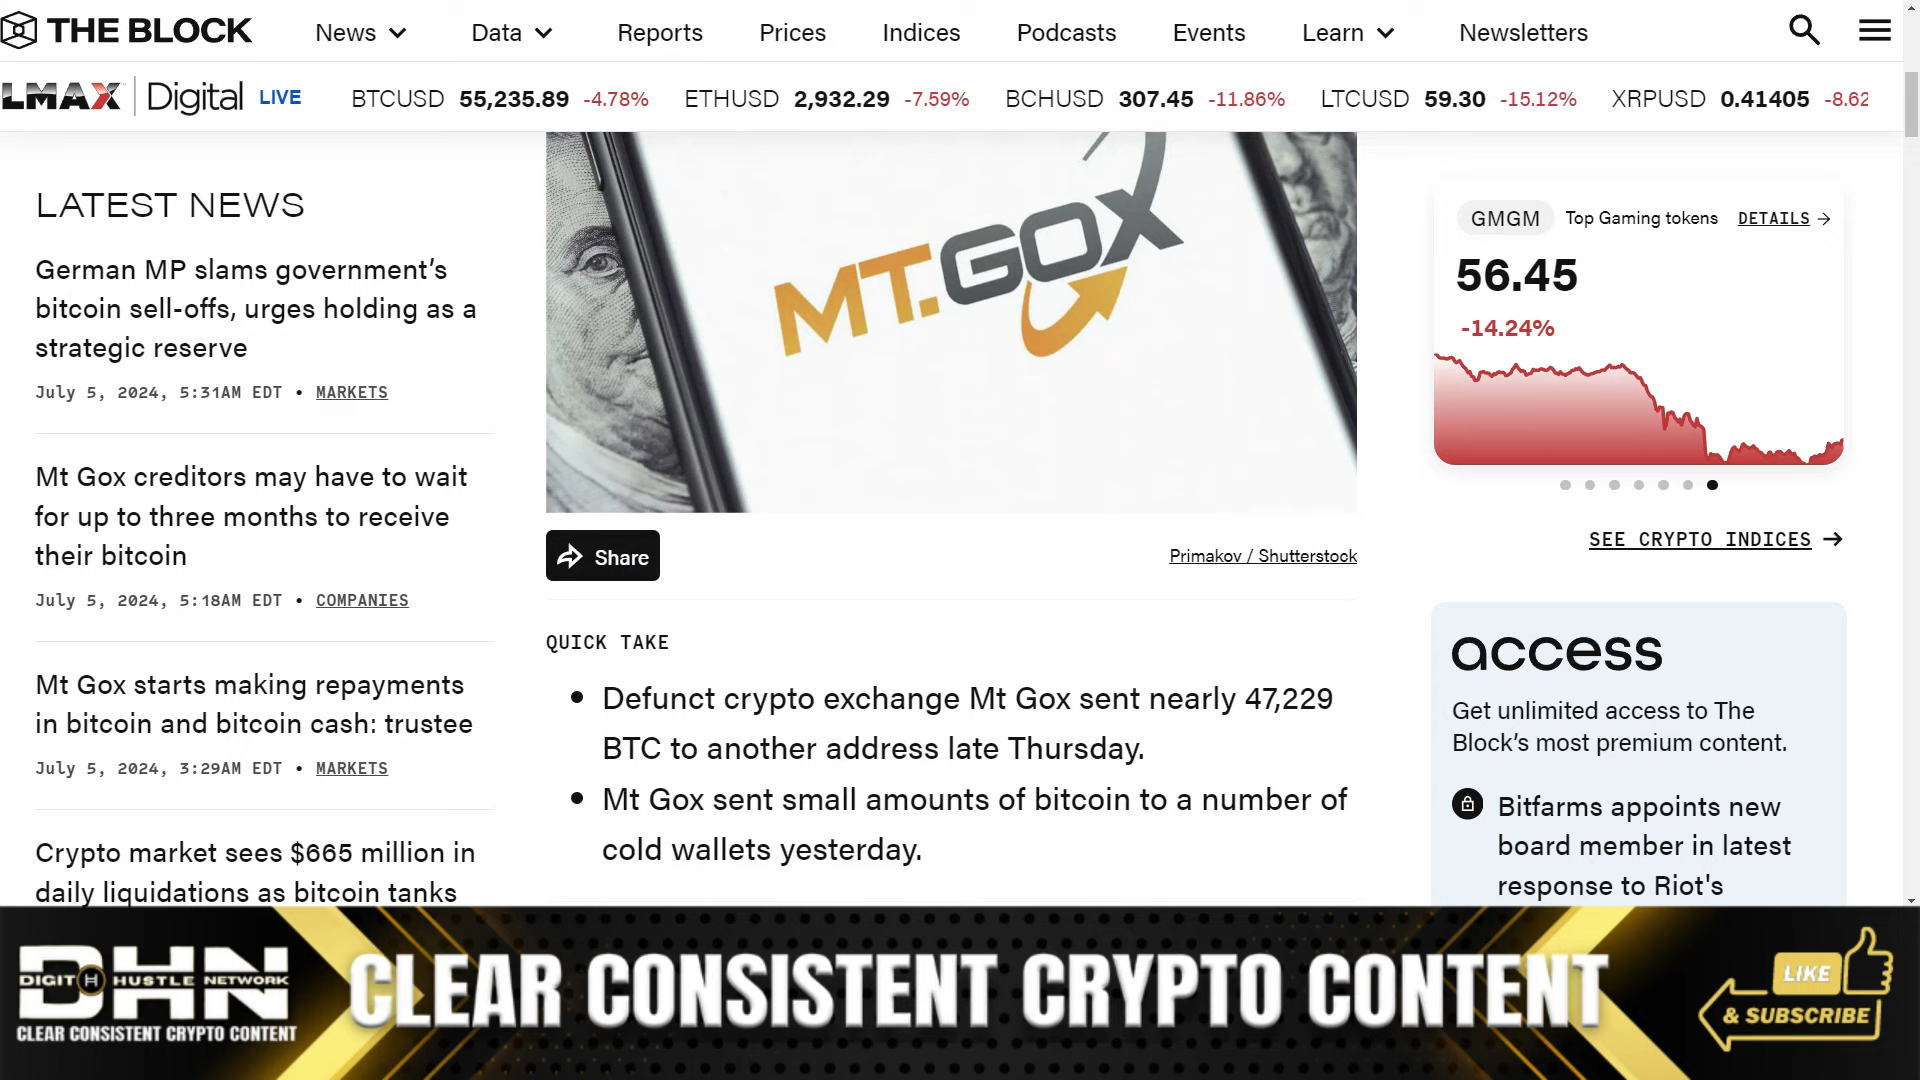 THE BLOCK
News
Data
Reports
Prices
Indices
Podcasts
Events
Learn
Newsletters
LMAX Digital LIVE
BTCUSD 55,235.89 -4.78%
ETHUSD 2,932.29 -7.59%
BCHUSD 307.45 -11.86%
LTCUSD 59.30 -15.12%
XRPUSD 0.41405 -8.62
LATEST NEWS
German MP slams government’s
bitcoin sell-offs, urges holding as a
strategic reserve
July 5, 2024, 5:31AM EDT • MARKETS
Mt Gox creditors may have to wait
for up to three months to receive
their bitcoin
July 5, 2024, 5:18AM EDT • COMPANIES
Mt Gox starts making repayments
in bitcoin and bitcoin cash: trustee
July 5, 2024, 3:29AM EDT • MARKETS
Crypto market sees $665 million in
daily liquidations as bitcoin tanks
MT.GOX
Share
Primakov / Shutterstock
QUICK TAKE
• Defunct crypto exchange Mt Gox sent nearly 47,229
BTC to another address late Thursday.
• Mt Gox sent small amounts of bitcoin to a number of
cold wallets yesterday.
GMGM Top Gaming tokens DETAILS →
56.45
-14.24%
SEE CRYPTO INDICES →
access
Get unlimited access to The
Block’s most premium content.
Bitfarms appoints new
board member in latest
response to Riot's
DHN
DIGITAL HUSTLE NETWORK
CLEAR CONSISTENT CRYPTO CONTENT
CLEAR CONSISTENT CRYPTO CONTENT
LIKE
& SUBSCRIBE